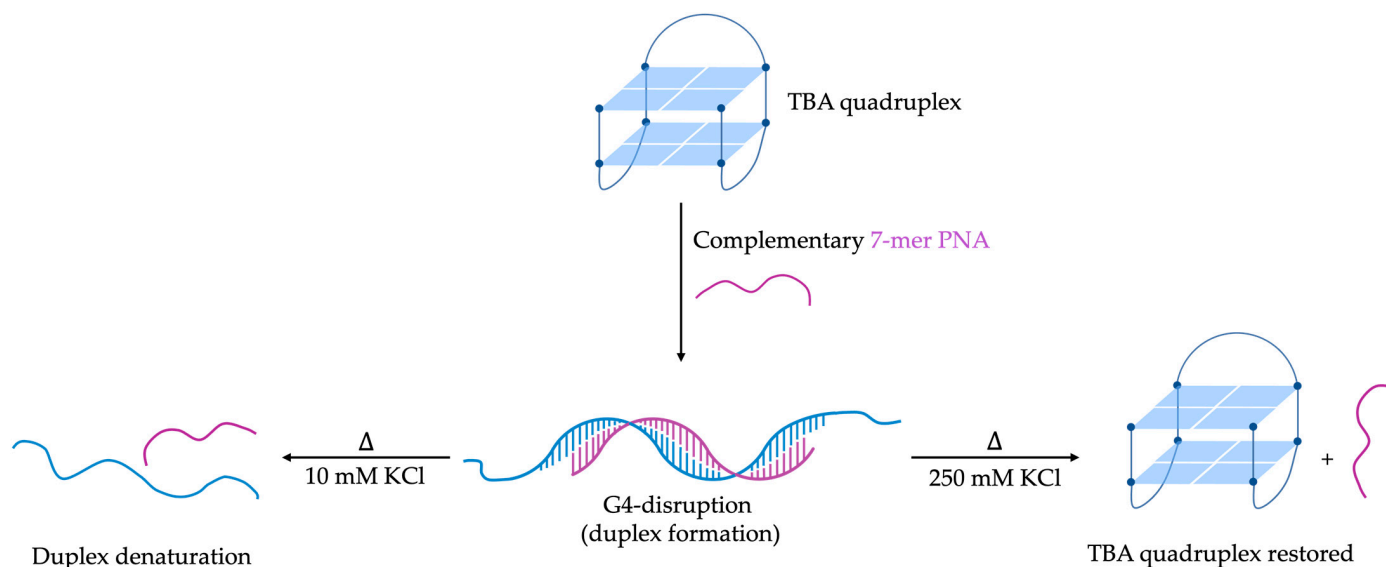 TBA quadruplex
Complementary 7-mer PNA
Δ
10 mM KCl
Δ
250 mM KCl
+
G4-disruption
(duplex formation)
Duplex denaturation
TBA quadruplex restored